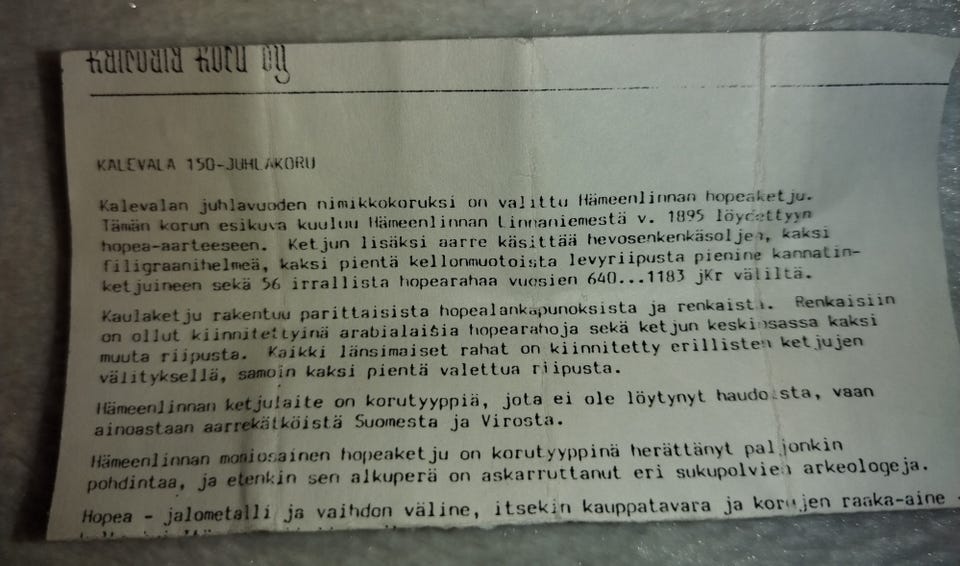 Kalevala Koru Oy
KALEVALA 150-JUHLAKORU
Kalevalan juhlavuoden nimikkokoruksi on valittu Hämeenlinnan hopeaketju.
Tämän korun esikuva kuuluu Hämeenlinnan Linnaniemestä v. 1895 löydettyyn
hopea-aarteeseen. Ketjun lisäksi aarre käsittää hevosenkenkäsoljen, kaksi
filigraanihelmeä, kaksi pientä kellonmuotoista levyriipusta pienine kannatin-
ketjuineen sekä 56 irrallista hopearahaa vuosien 640...1183 jKr väliltä.
Kaulaketju rakentuu parittaisista hopealankapunoksista ja renkaista. Renkaisiin
on ollut kiinnitettyinä arabialaisia hopearahoja sekä ketjun keskiosassa kaksi
muuta riipusta. Kaikki länsimaiset rahat on kiinnitetty erillisten ketjujen
välityksellä, samoin kaksi pientä valettua riipusta.
Hämeenlinnan ketjulaite on korutyyppiä, jota ei ole löytynyt haudoista, vaan
ainoastaan aarrekätköistä Suomesta ja Virosta.
Hämeenlinnan moniosainen hopeaketju on korutyyppinä herättänyt paljonkin
pohdintaa, ja etenkin sen alkuperä on askarruttanut eri sukupolvien arkeologeja.
Hopea - jalometalli ja vaihdon väline, itsekin kauppatavara ja korujen raaka-aine -